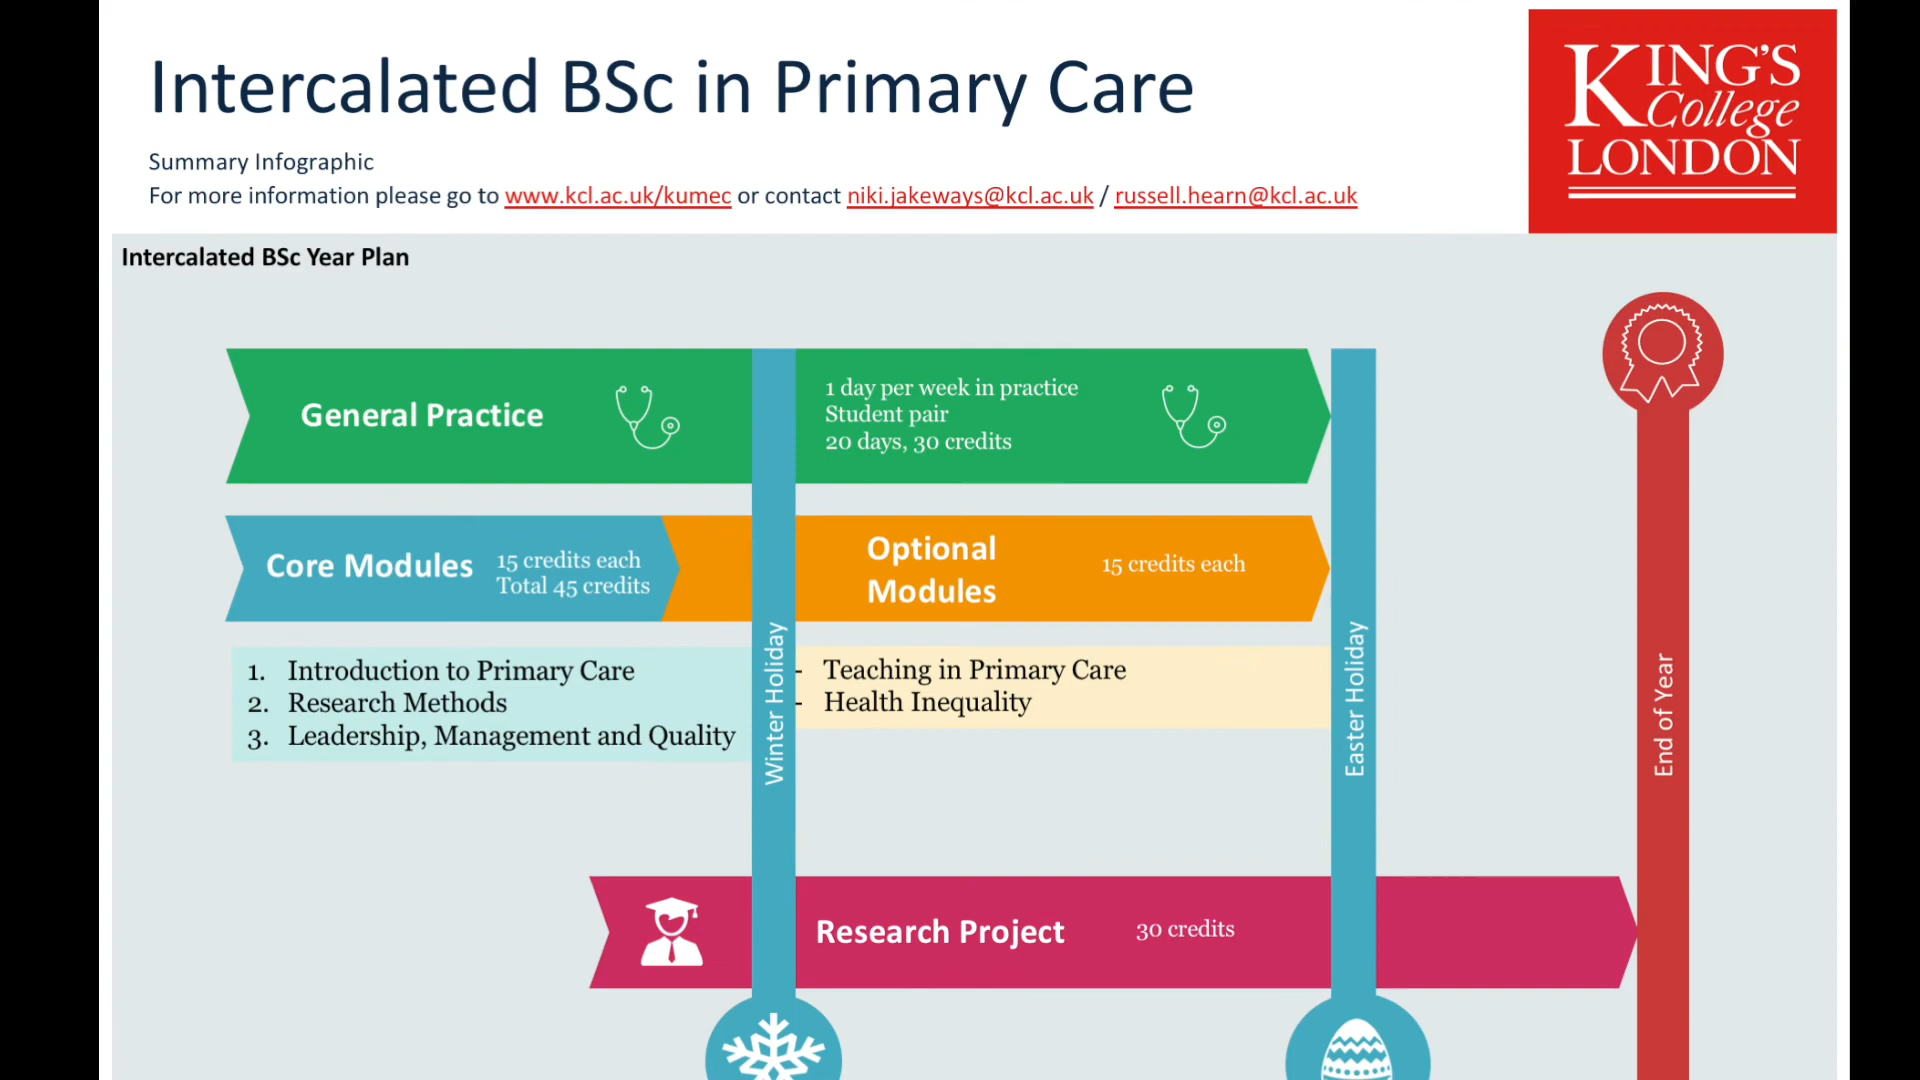 Intercalated BSc in Primary Care
KING'S
College
LONDON
Summary Infographic
For more information please go to www.kcl.ac.uk/kumec or contact niki.jakeways@kcl.ac.uk / russell.hearn@kcl.ac.uk
Intercalated BSc Year Plan
General Practice
1 day per week in practice
Student pair
20 days, 30 credits
Core Modules
15 credits each
Total 45 credits
Optional
Modules
15 credits each
1. Introduction to Primary Care
2. Research Methods
3. Leadership, Management and Quality
Winter Holiday
- Teaching in Primary Care
- Health Inequality
Easter Holiday
End of Year
Research Project
30 credits